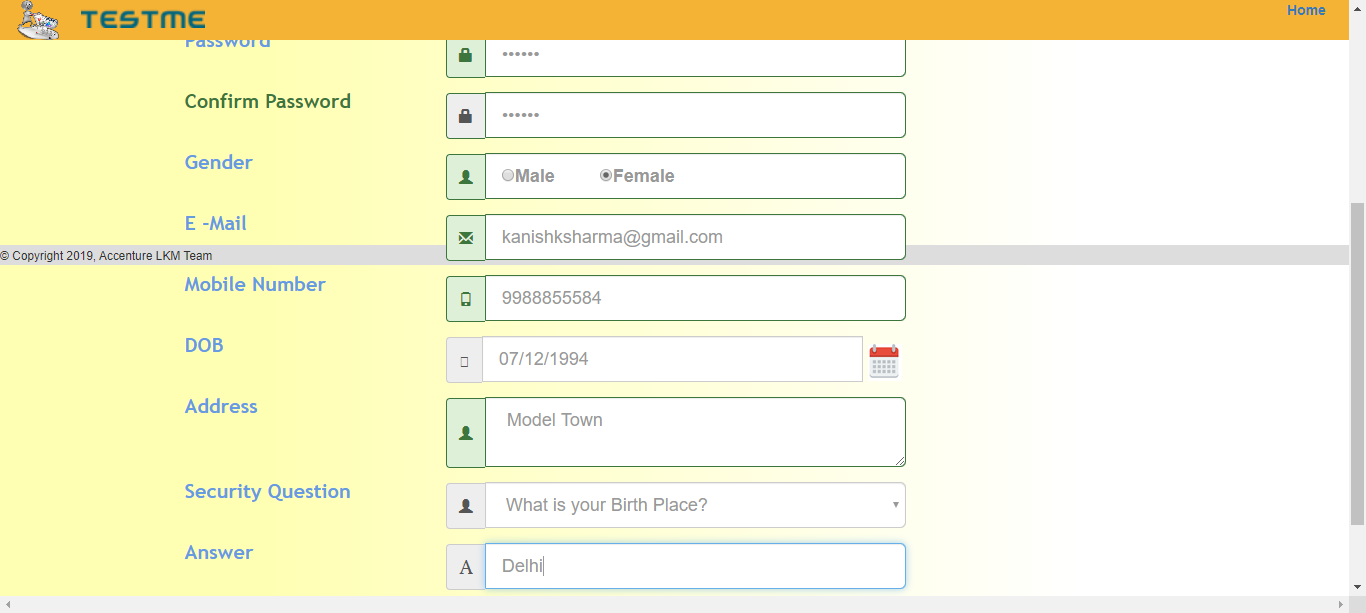 TESTME
Home
Password
••••••
Confirm Password
••••••
Gender
Male Female
E -Mail
kanishksharma@gmail.com
© Copyright 2019, Accenture LKM Team
Mobile Number
9988855584
DOB
07/12/1994
Address
Model Town
Security Question
What is your Birth Place?
Answer
A
Delhi